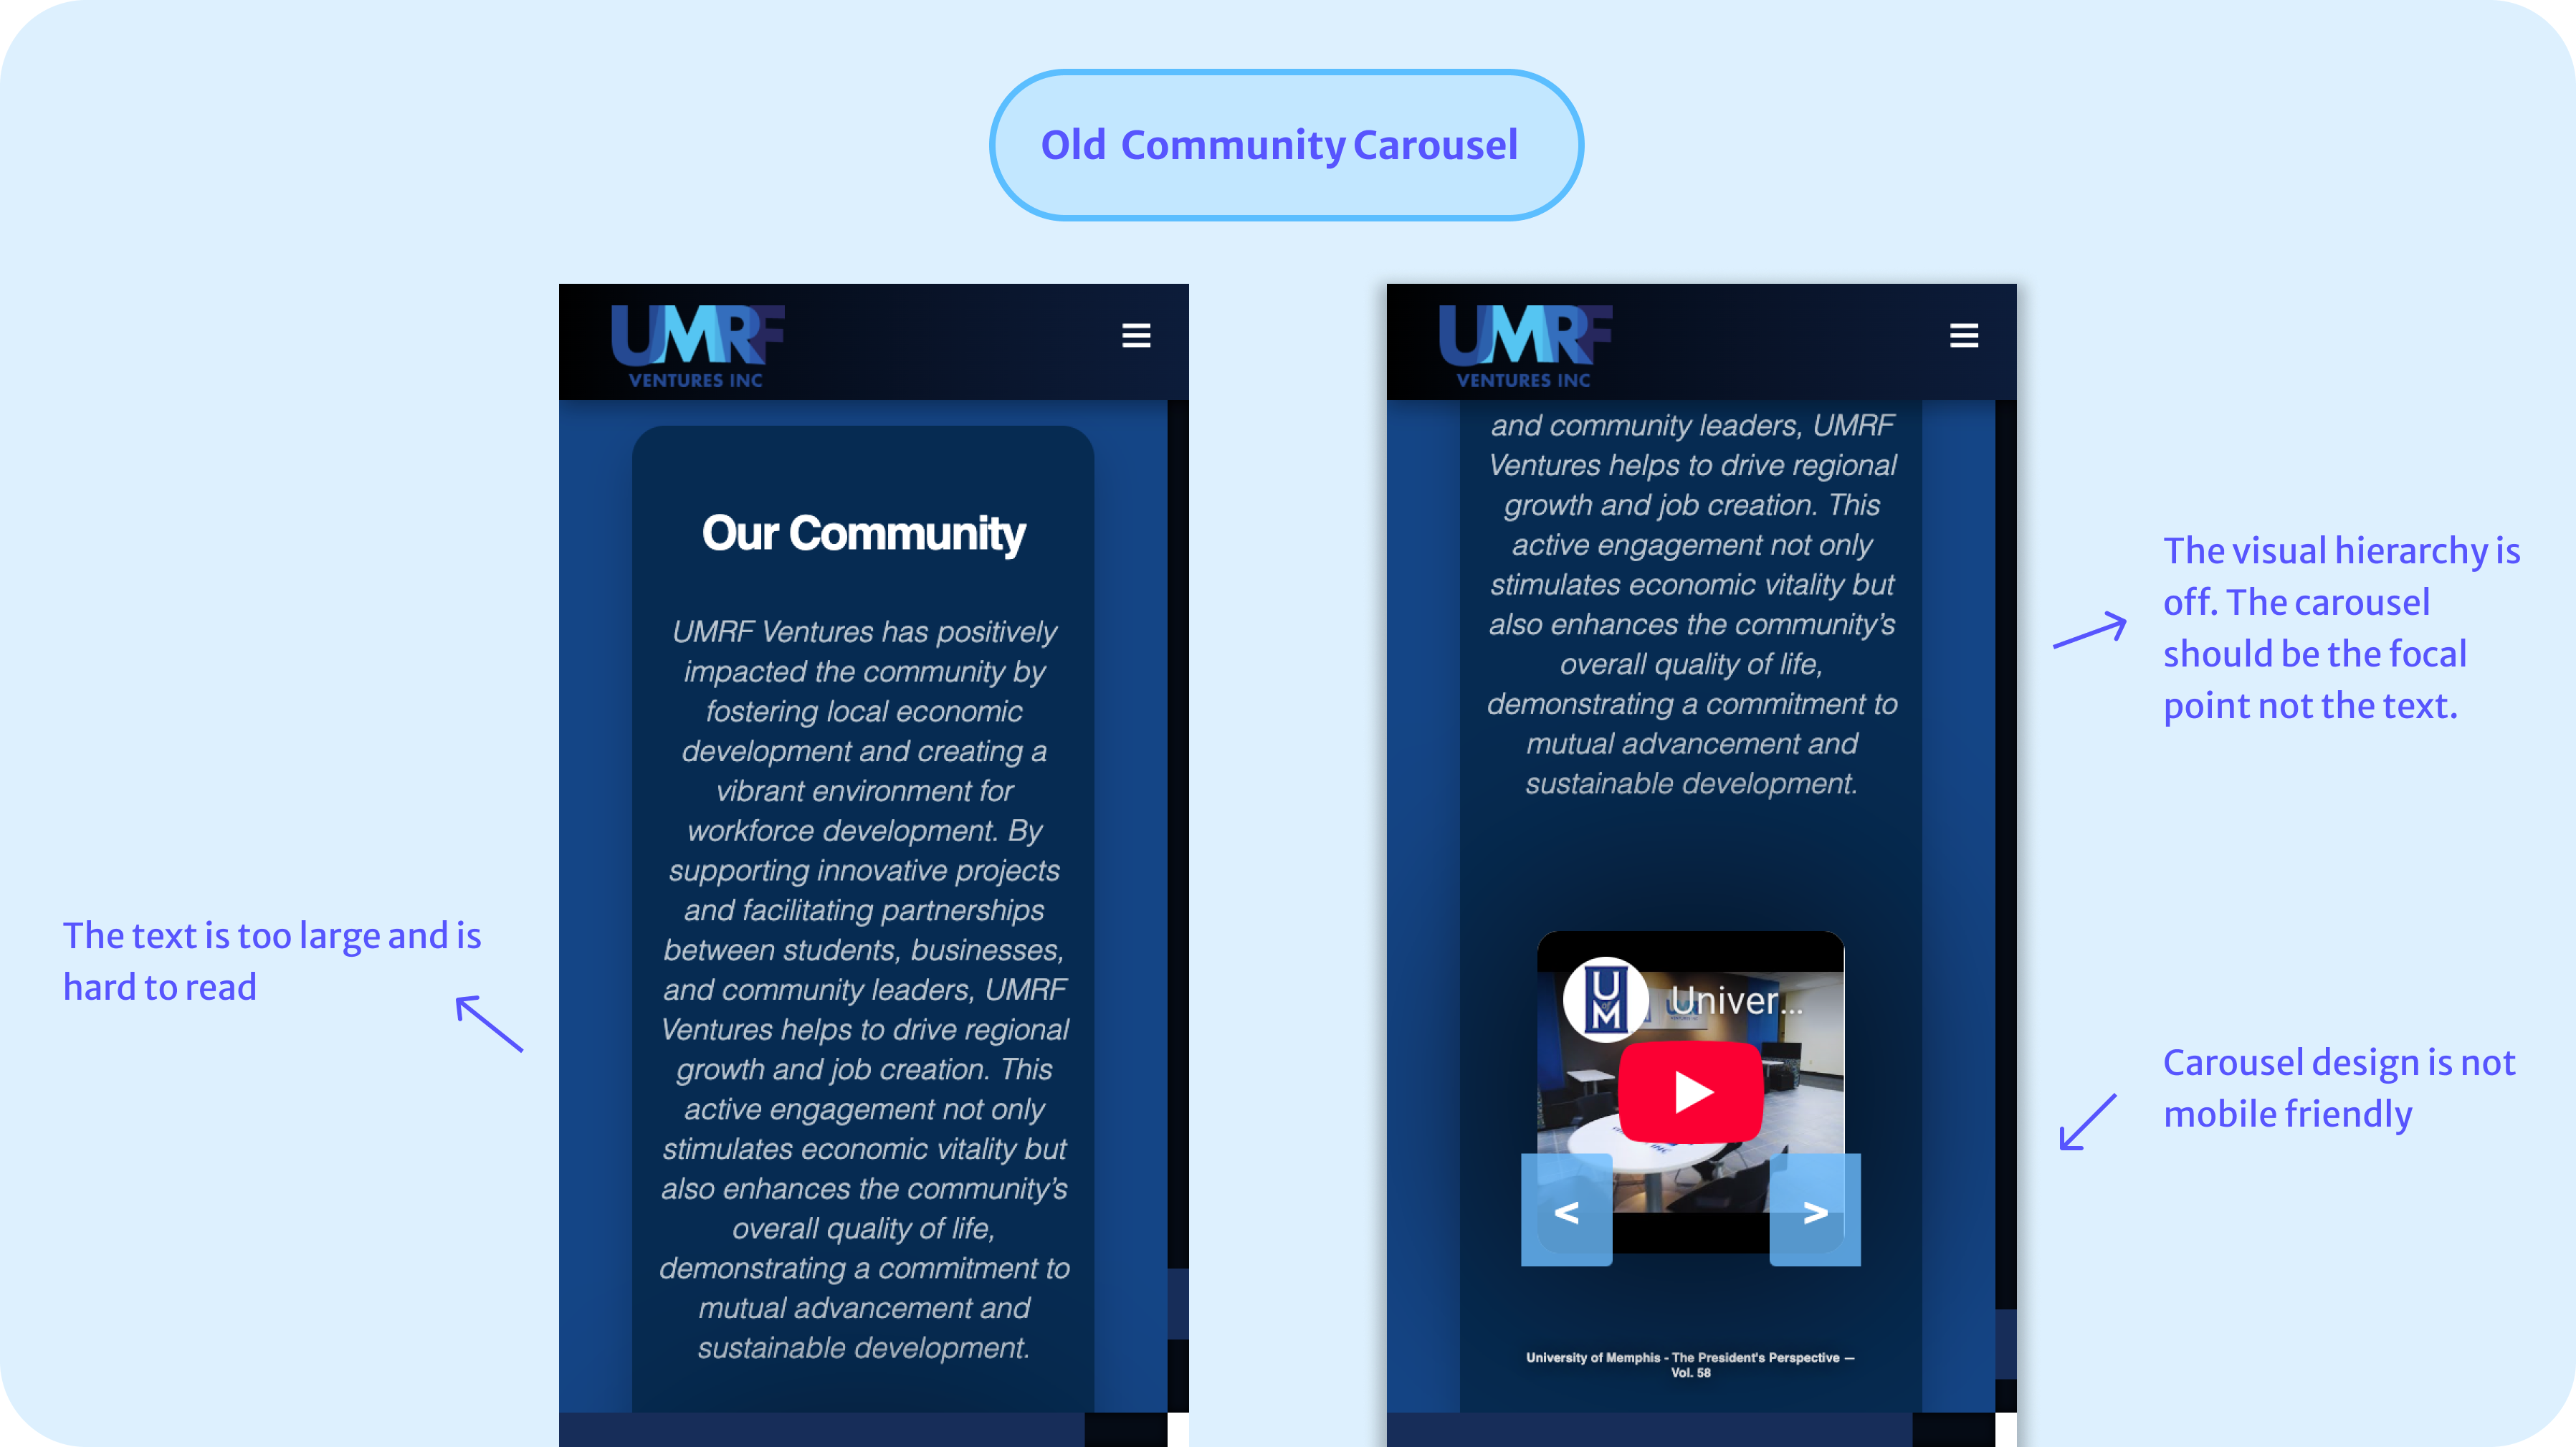 Old Community Carousel
UMRF
VENTURES INC
Our Community
UMRF Ventures has positively
impacted the community by
fostering local economic
development and creating a
vibrant environment for
workforce development. By
supporting innovative projects
and facilitating partnerships
between students, businesses,
and community leaders, UMRF
Ventures helps to drive regional
growth and job creation. This
active engagement not only
stimulates economic vitality but
also enhances the community's
overall quality of life,
demonstrating a commitment to
mutual advancement and
sustainable development.
The text is too large and is
hard to read
UMRF
VENTURES INC
and community leaders, UMRF
Ventures helps to drive regional
growth and job creation. This
active engagement not only
stimulates economic vitality but
also enhances the community's
overall quality of life,
demonstrating a commitment to
mutual advancement and
sustainable development.
U
of
M
Univer...
<
>
University of Memphis - The President's Perspective —
Vol. 58
The visual hierarchy is
off. The carousel
should be the focal
point not the text.
Carousel design is not
mobile friendly